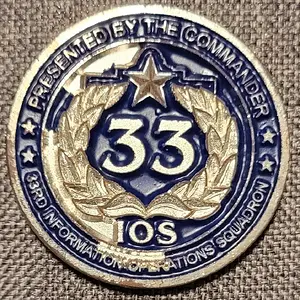 PRESENTED BY THE COMMANDER
33
IOS
33RD INFORMATION OPERATIONS SQUADRON